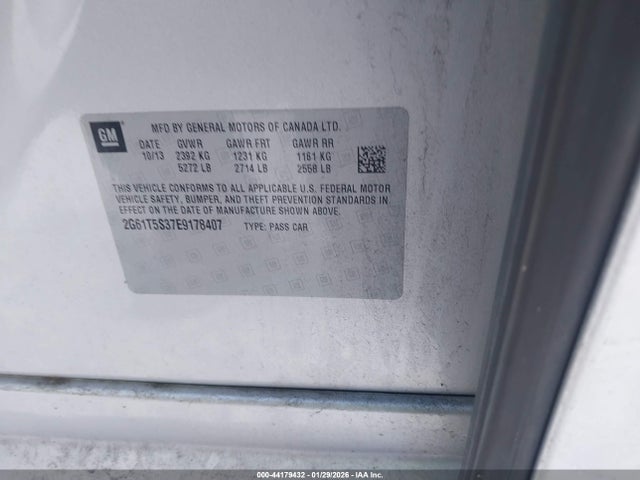 GM
MFD BY GENERAL MOTORS OF CANADA LTD.
DATE GVWR GAWR FRT GAWR RR
10/13 2392 KG 1231 KG 1161 KG
5272 LB 2714 LB 2558 LB
THIS VEHICLE CONFORMS TO ALL APPLICABLE U.S. FEDERAL MOTOR
VEHICLE SAFETY, BUMPER, AND THEFT PREVENTION STANDARDS
IN EFFECT ON THE DATE OF MANUFACTURE SHOWN ABOVE.
2G61T5S37E9178407 TYPE: PASS CAR
000-44179432 - 01/29/2026 - IAA Inc.